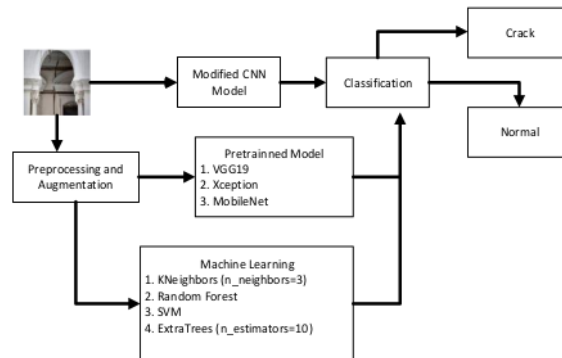 Crack
Modified CNN
Model
Classification
Normal
Preprocessing and
Augmentation
Pretrainned Model
1. VGG19
2. Xception
3. MobileNet
Machine Learning
1. KNeighbors (n_neighbors=3)
2. Random Forest
3. SVM
4. ExtraTrees (n_estimators=10)